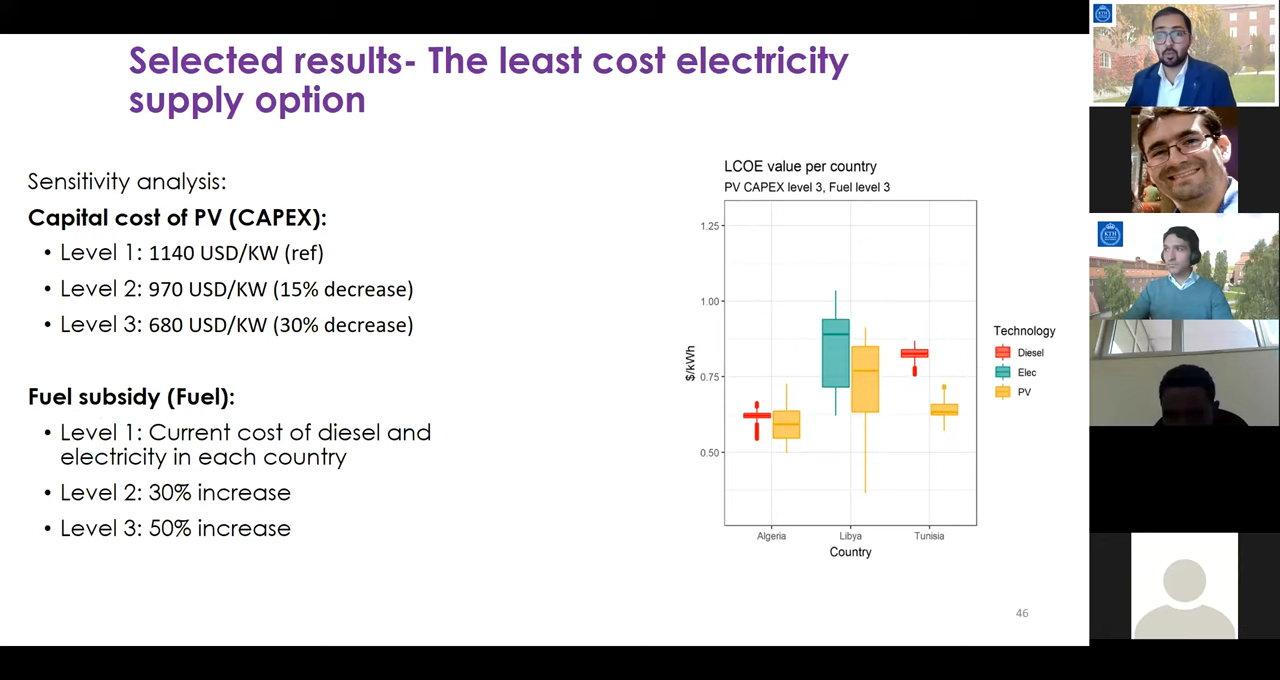 Selected results- The least cost electricity
supply option
Sensitivity analysis:
Capital cost of PV (CAPEX):
• Level 1: 1140 USD/KW (ref)
• Level 2: 970 USD/KW (15% decrease)
• Level 3: 680 USD/KW (30% decrease)
Fuel subsidy (Fuel):
• Level 1: Current cost of diesel and
electricity in each country
• Level 2: 30% increase
• Level 3: 50% increase
LCOE value per country
PV CAPEX level 3, Fuel level 3
1.25
1.00
0.75
0.50
$/kWh
Algeria
Libya
Tunisia
Country
Technology
Diesel
Elec
PV
46
KTH
KTH